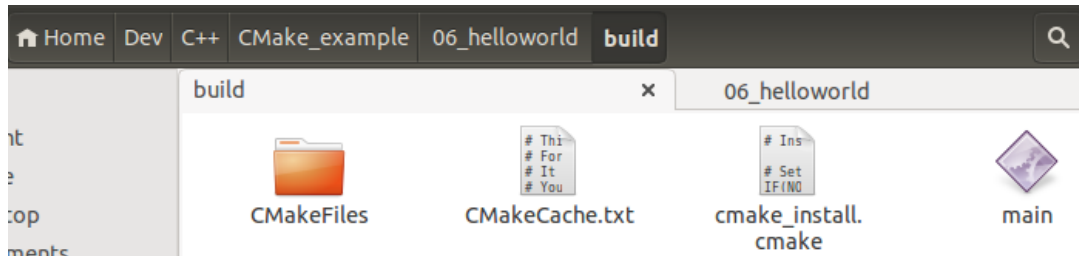 Home Dev C++ CMake_example 06_helloworld build
build 06_helloworld
# Thi
# For
# It
# You
# Ins
# Set
IF(NO
CMakeFiles CMakeCache.txt cmake_install. main
cmake